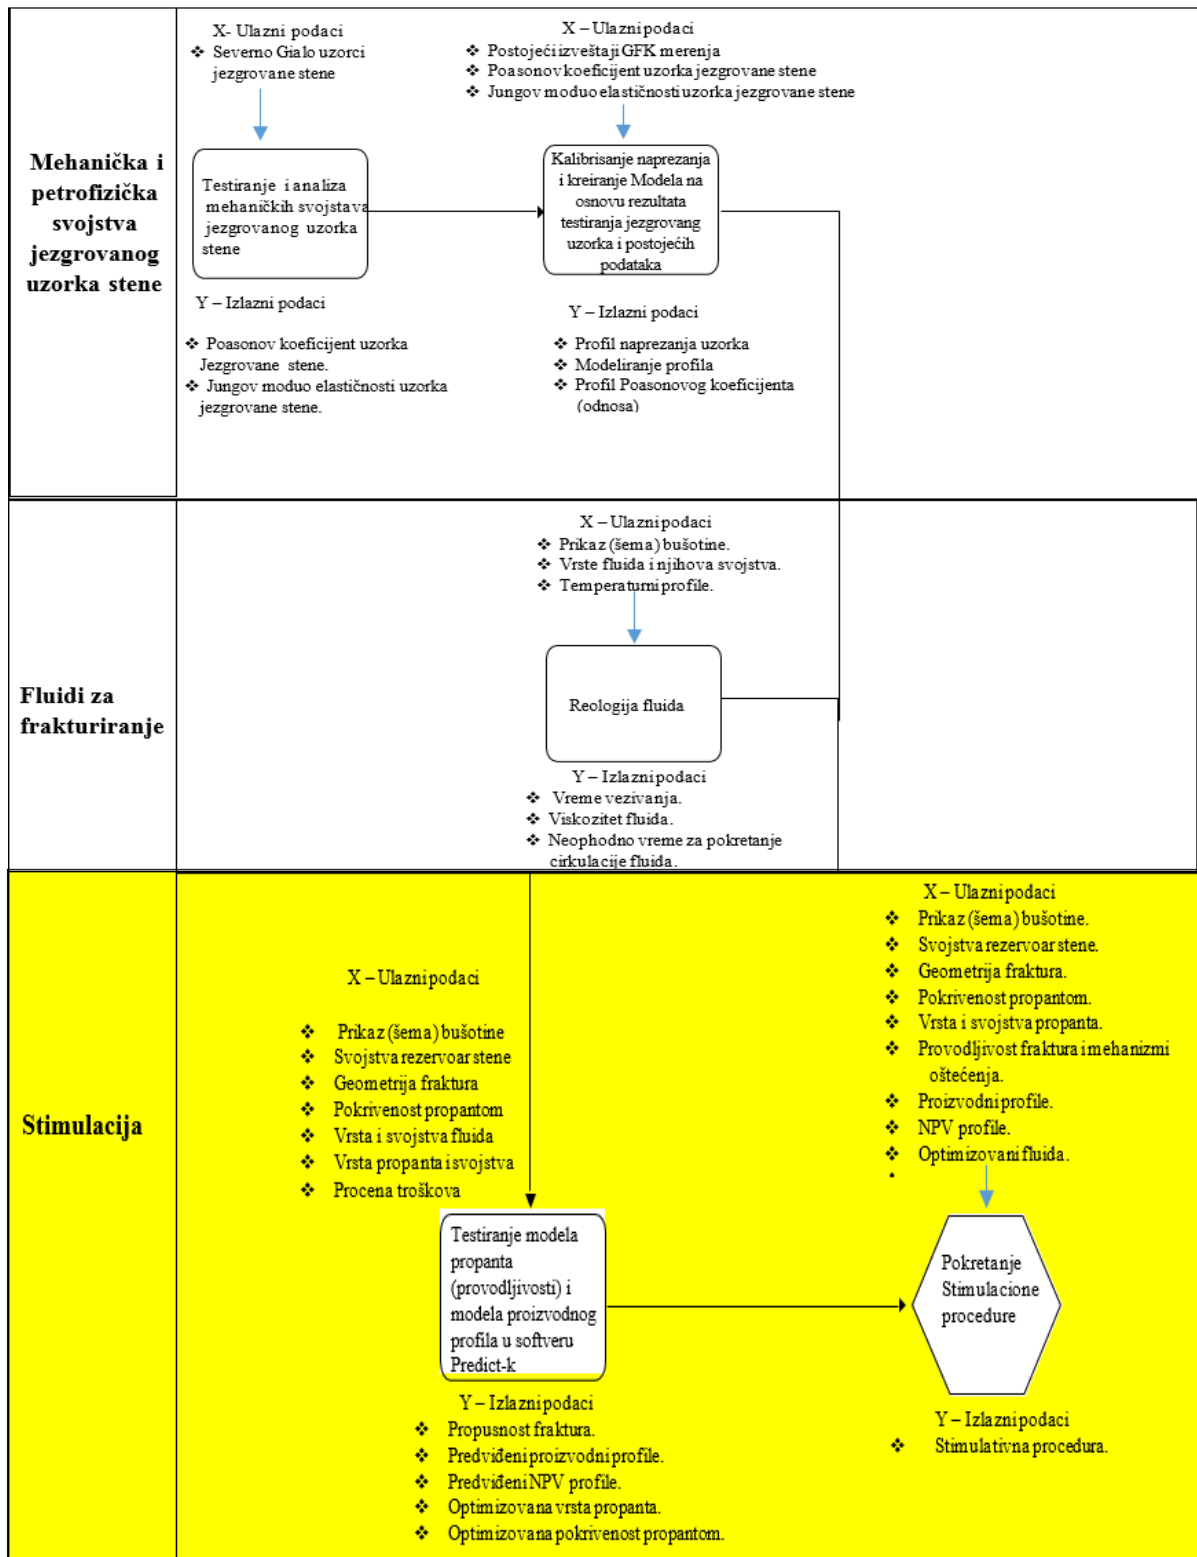 Mehanička i
petrofizička
svojstva
jezgrovanog
uzorka stene
X- Ulazni podaci
❖ Severno Gialo uzorci
jezgrovane stene
Testiranje i analiza
mehaničkih svojstava
jezgrovanog uzorka
stene
Y – Izlazni podaci
❖ Poasonov koeficijent uzorka
Jezgrovane stene.
❖ Jungov moduo elastičnosti uzorka
jezgrovane stene.
X – Ulazni podaci
❖ Postojeći izveštaji GFK merenja
❖ Poasonov koeficijent uzorka jezgrovane stene
❖ Jungov moduo elastičnosti uzorka jezgrovane stene
Kalibrisanje naprezanja
i kreiranje Modela na
osnovu rezultata
testiranja jezgrovang
uzorka i postojećih
podataka
Y – Izlazni podaci
❖ Profil naprezanja uzorka
❖ Modeliranje profila
❖ Profil Poasonovog koeficijenta
(odnosa)
Fluidi za
frakturiranje
X – Ulazni podaci
❖ Prikaz (šema) bušotine.
❖ Vrste fluida i njihova svojstva.
❖ Temperaturni profile.
Reologija fluida
Y – Izlazni podaci
❖ Vreme vezivanja.
❖ Viskozitet fluida.
❖ Neophodno vreme za pokretanje
cirkulacije fluida.
Stimulacija
X – Ulazni podaci
❖ Prikaz (šema) bušotine
❖ Svojstva rezervoar stene
❖ Geometrija fraktura
❖ Pokrivenost propantom
❖ Vrsta i svojstva fluida
❖ Vrsta propanta i svojstva
❖ Procena troškova
Testiranje modela
propanta
(provodljivosti) i
modela proizvodnog
profila u softveru
Predict-k
Y – Izlazni podaci
❖ Propusnost fraktura.
❖ Predviđeni proizvodni profile.
❖ Predviđeni NPV profile.
❖ Optimizovana vrsta propanta.
❖ Optimizovana pokrivenost propantom.
X – Ulazni podaci
❖ Prikaz (šema) bušotine.
❖ Svojstva rezervoar stene.
❖ Geometrija fraktura.
❖ Pokrivenost propantom.
❖ Vrsta i svojstva propanta.
❖ Provodljivost fraktura i mehanizmi
oštećenja.
❖ Proizvodni profile.
❖ NPV profile.
❖ Optimizovani fluida.
Pokretanje
Stimulacione
procedure
Y – Izlazni podaci
❖ Stimulativna procedura.